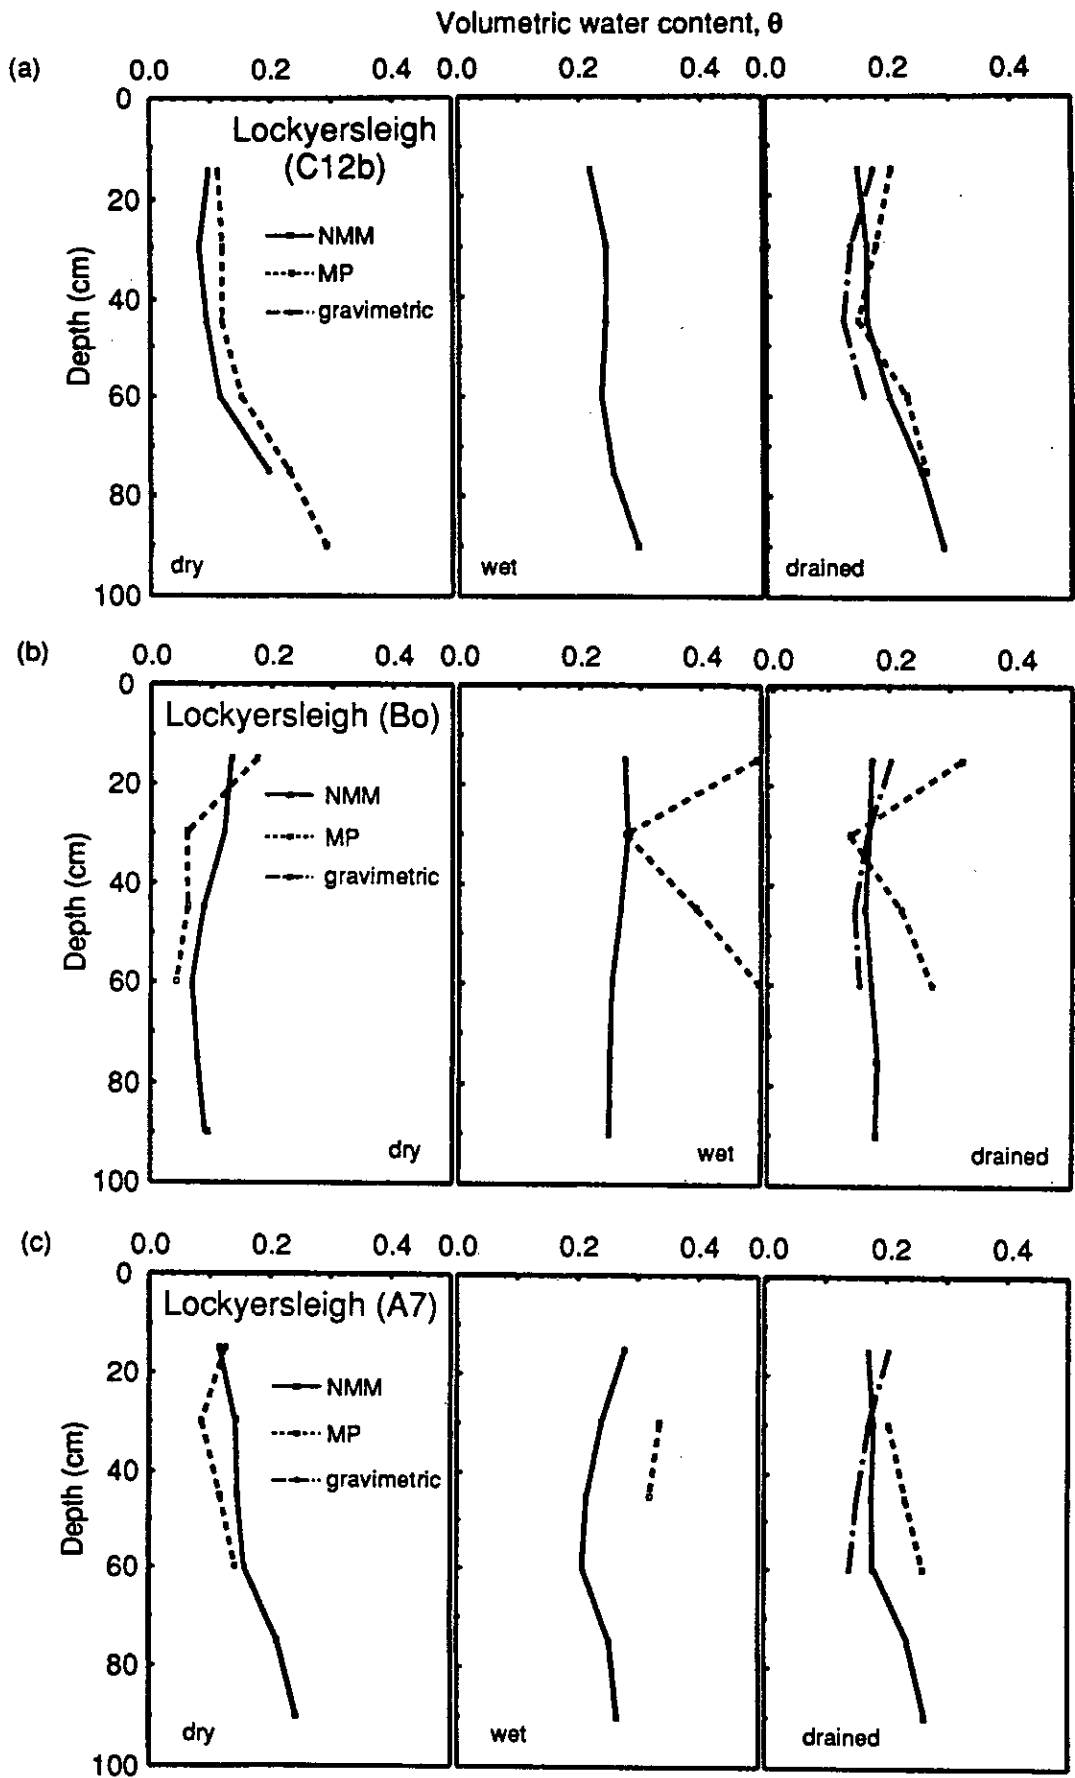 Volumetric water content, θ
(a) 0.0 0.2 0.4 0.0 0.2 0.4 0.0 0.2 0.4
0
Lockyersleigh
(C12b)
20
NMM
MP
40
gravimetric
Depth (cm)
60
80
dry wet drained
100
(b) 0.0 0.2 0.4 0.0 0.2 0.4 0.0 0.2 0.4
0
Lockyersleigh (Bo)
20
NMM
MP
40
gravimetric
Depth (cm)
60
80
dry wet drained
100
(c) 0.0 0.2 0.4 0.0 0.2 0.4 0.0 0.2 0.4
0
Lockyersleigh (A7)
20
NMM
MP
40
gravimetric
Depth (cm)
60
80
dry wet drained
100